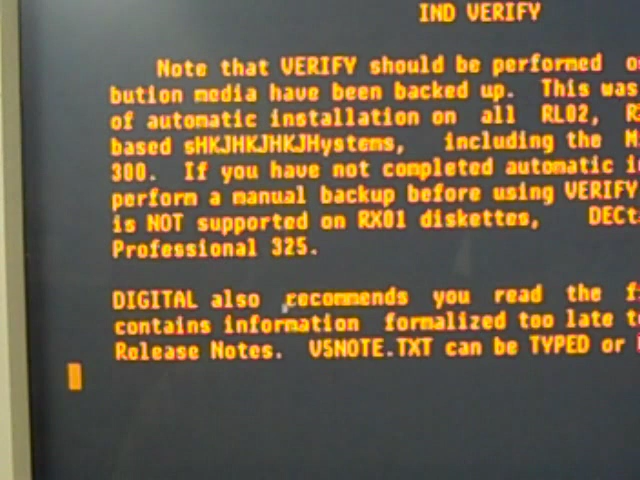 IND VERIFY
Note that VERIFY should be performed
bution media have been backed up. This was
of automatic installation on all RL02,
based sHKJHKJHKJHystems, including the
300. If you have not completed automatic
perform a manual backup before using VERIFY
is NOT supported on RX01 diskettes,
Professional 325.
DIGITAL also recommends you read the
contains information formalized too late
Release Notes. V5NOTE.TXT can be TYPED or